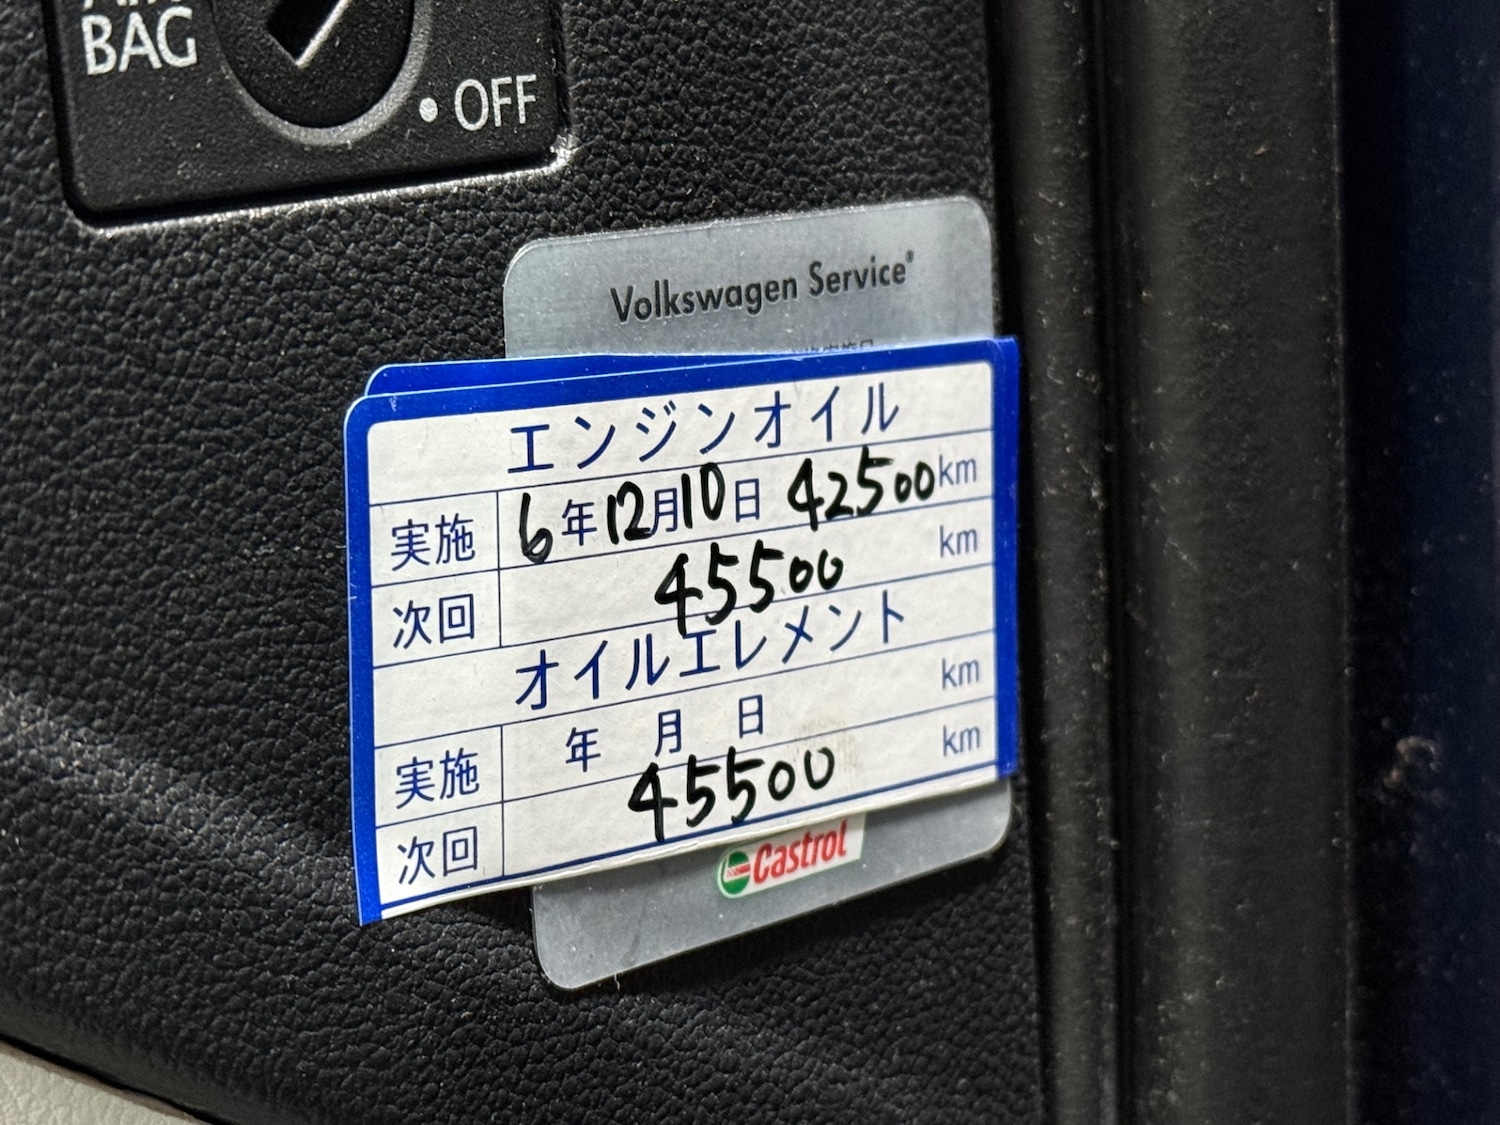 BAG
• OFF
Volkswagen Service®
エンジンオイル
実施 6年12月10日 42500km
次回 45500 km
オイルエレメント
実施 年 月 日 km
次回 45500 km
Castrol